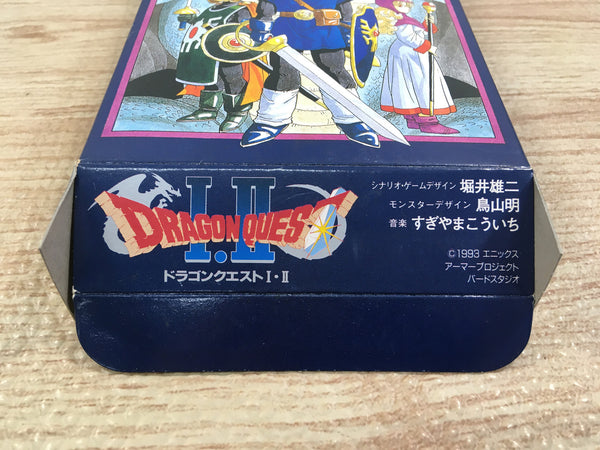 I.II
DRAGON QUEST
ドラゴンクエストI・II
シナリオ・ゲームデザイン 堀井雄二
モンスターデザイン 鳥山明
音楽 すぎやまこういち
©1993 エニックス
アーマープロジェクト
バードスタジオ